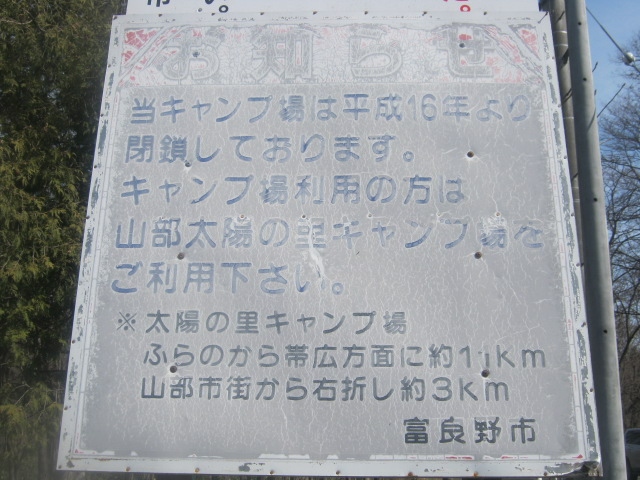 お知らせ
当キャンプ場は平成16年より
閉鎖しております。
キャンプ場利用の方は
山部太陽の里キャンプ場を
ご利用下さい。
※太陽の里キャンプ場
ふらのから帯広方面に約11Km
山部市街から右折し約3Km
富良野市